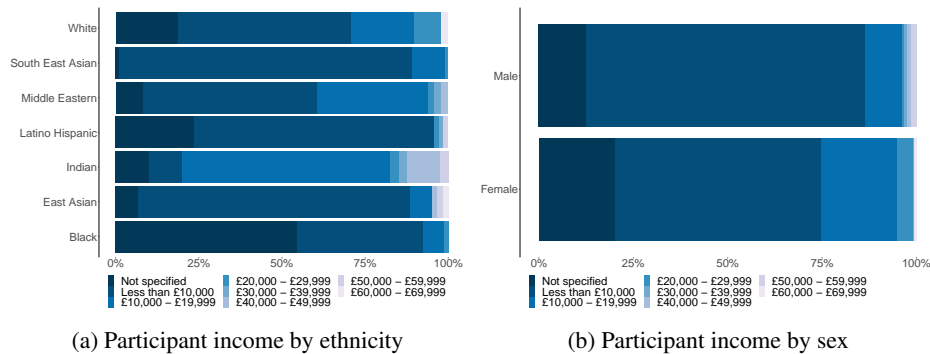 White
South East Asian
Middle Eastern
Latino Hispanic
Indian
East Asian
Black
0% 25% 50% 75% 100%
Not specified £20,000 – £29,999 £50,000 – £59,999
Less than £10,000 £30,000 – £39,999 £60,000 – £69,999
£10,000 – £19,999 £40,000 – £49,999
(a) Participant income by ethnicity
Male
Female
0% 25% 50% 75% 100%
Not specified £20,000 – £29,999 £50,000 – £59,999
Less than £10,000 £30,000 – £39,999 £60,000 – £69,999
£10,000 – £19,999 £40,000 – £49,999
(b) Participant income by sex